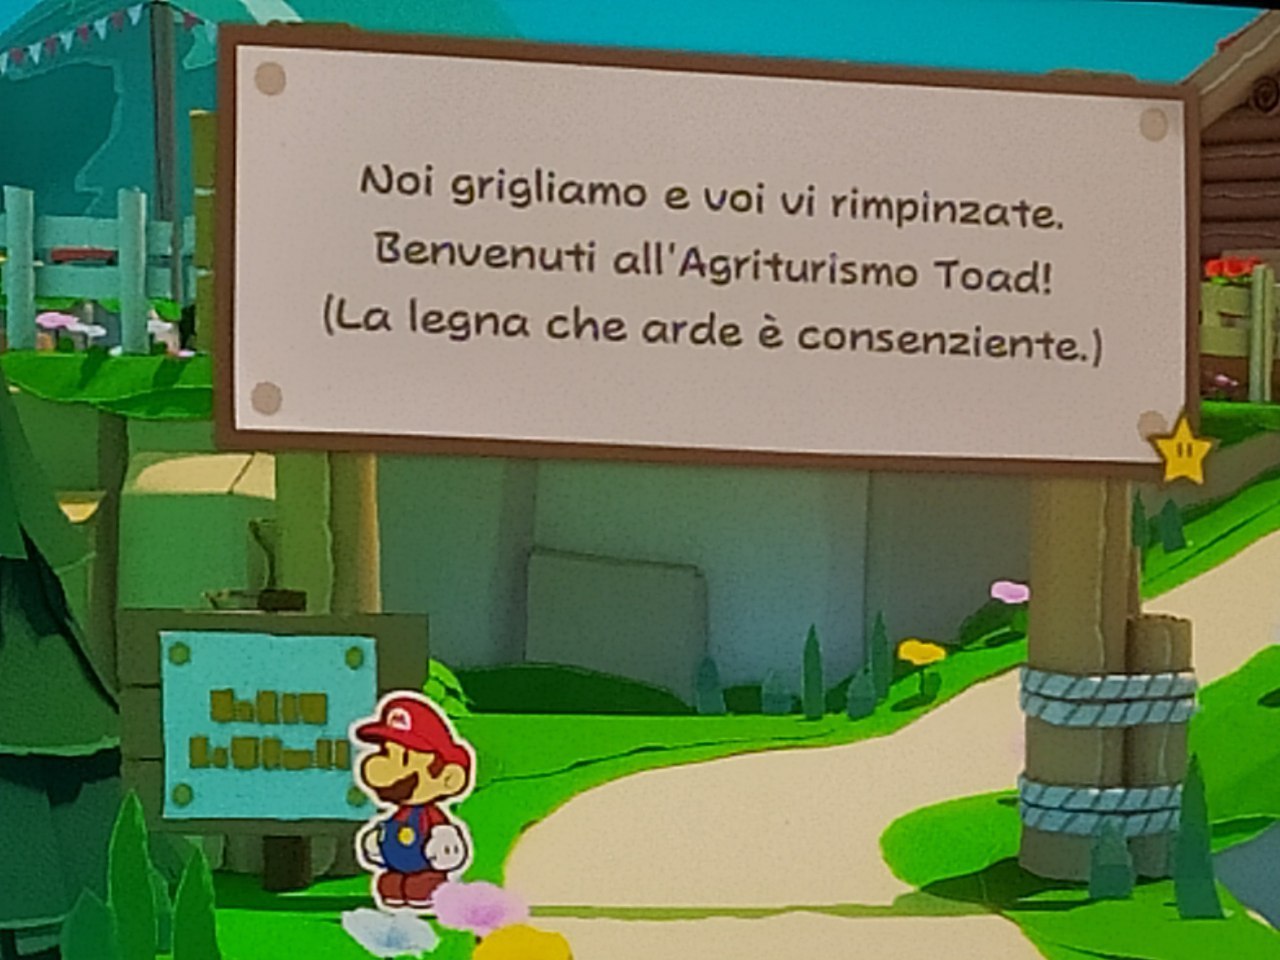 Noi grigliamo e voi vi rimpinzate.
Benvenuti all'Agriturismo Toad!
(La legna che arde è consenziente.)
M